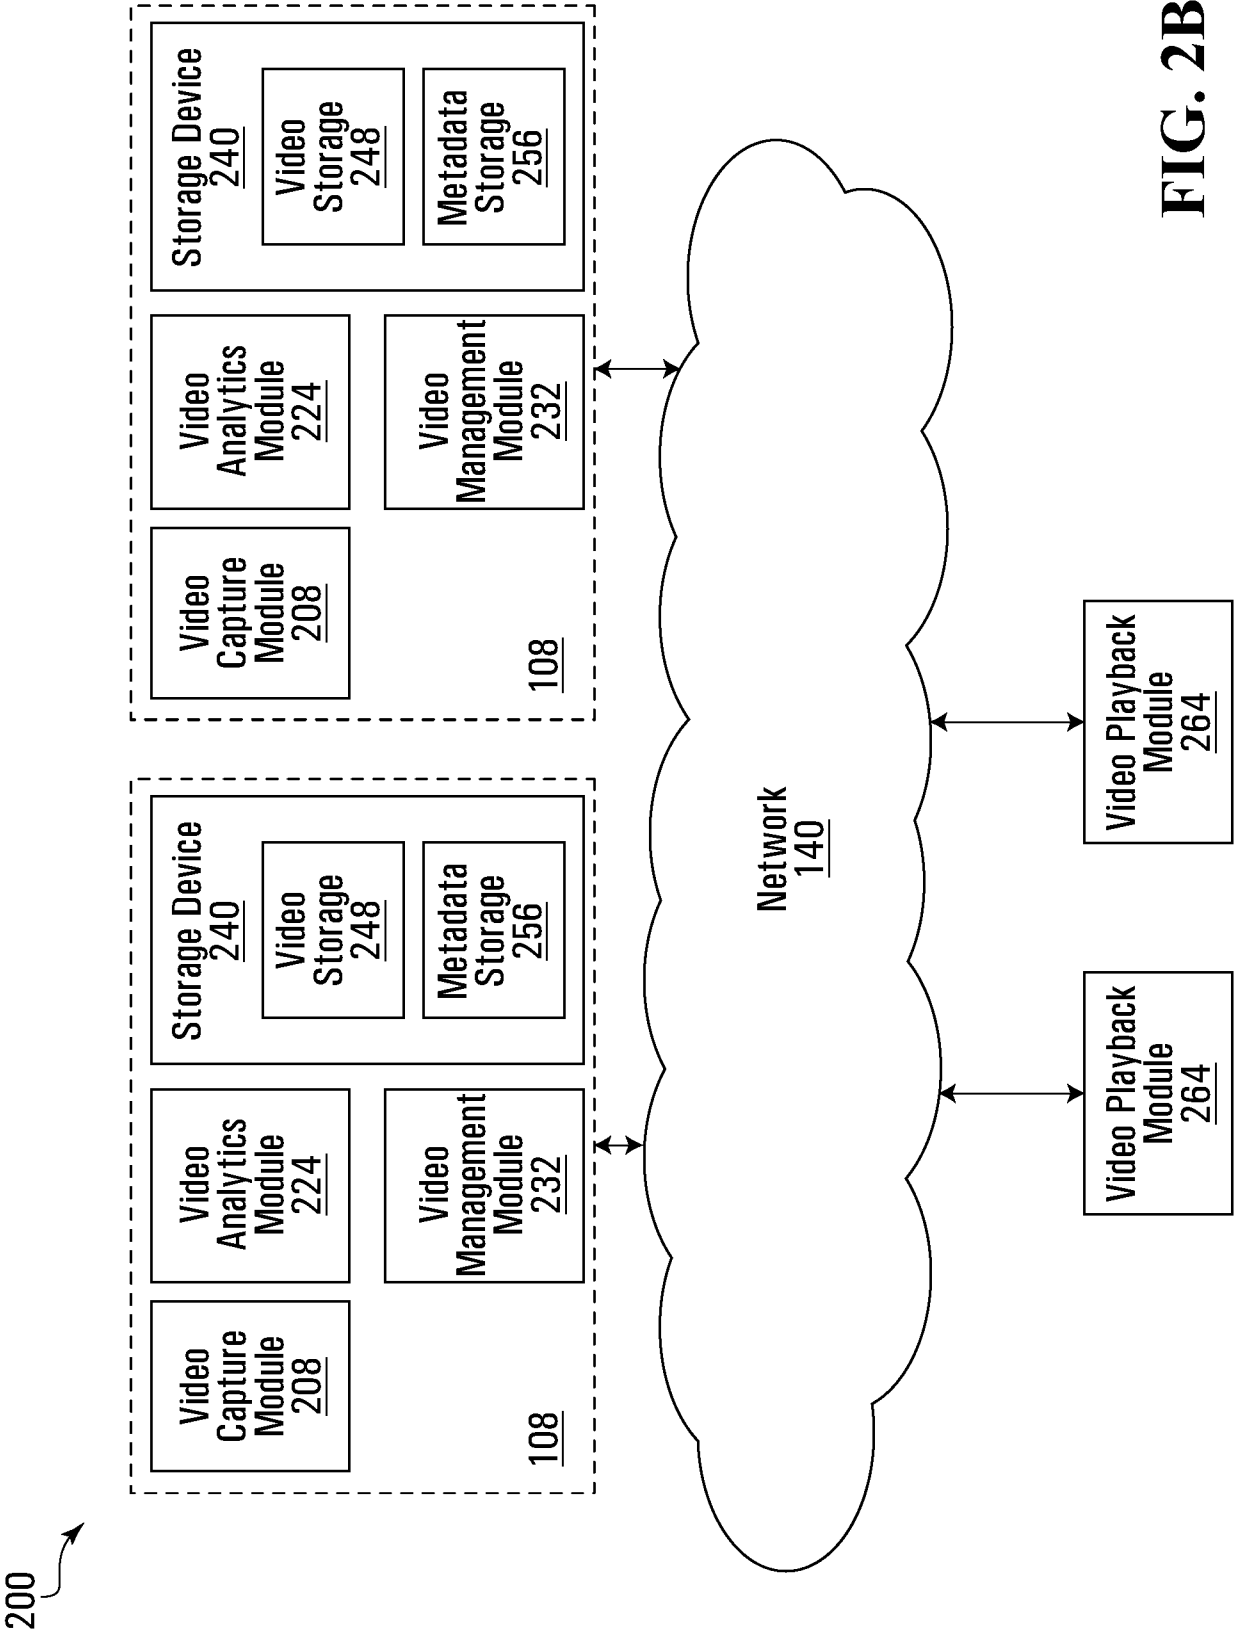 200
Video
Capture
Module
208
Video
Analytics
Module
224
Storage Device
240
Video
Storage
248
Metadata
Storage
256
Video
Management
Module
232
108
Video
Capture
Module
208
Video
Analytics
Module
224
Storage Device
240
Video
Storage
248
Metadata
Storage
256
Video
Management
Module
232
108
Network
140
Video Playback
Module
264
Video Playback
Module
264
FIG. 2B